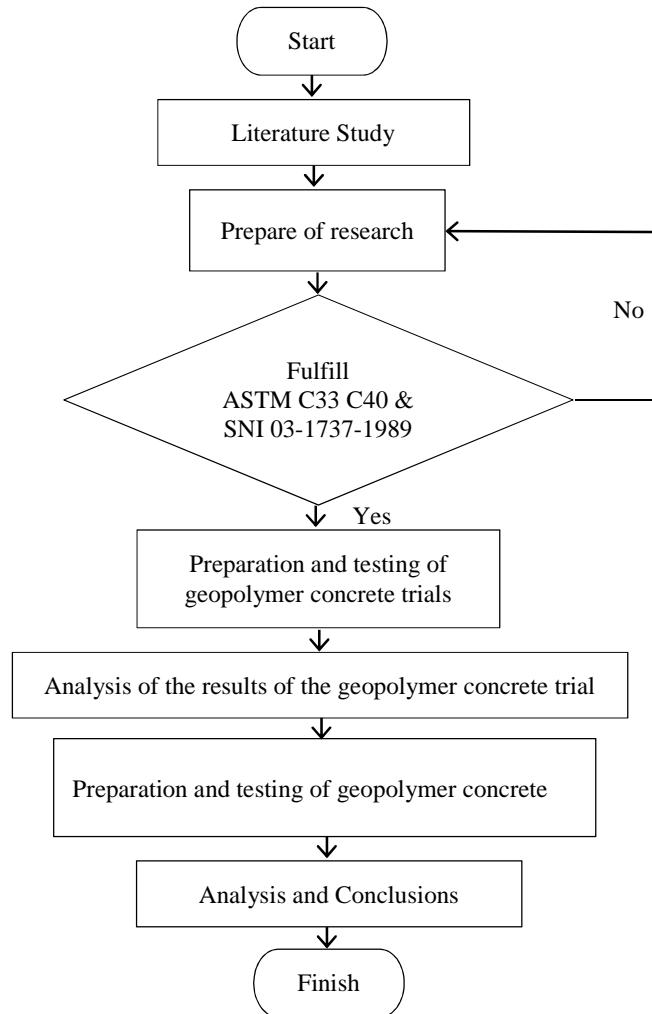 Start
Literature Study
Prepare of research
No
Fulfill
ASTM C33 C40 &
SNI 03-1737-1989
Yes
Preparation and testing of
geopolymer concrete trials
Analysis of the results of the geopolymer concrete trial
Preparation and testing of geopolymer concrete
Analysis and Conclusions
Finish